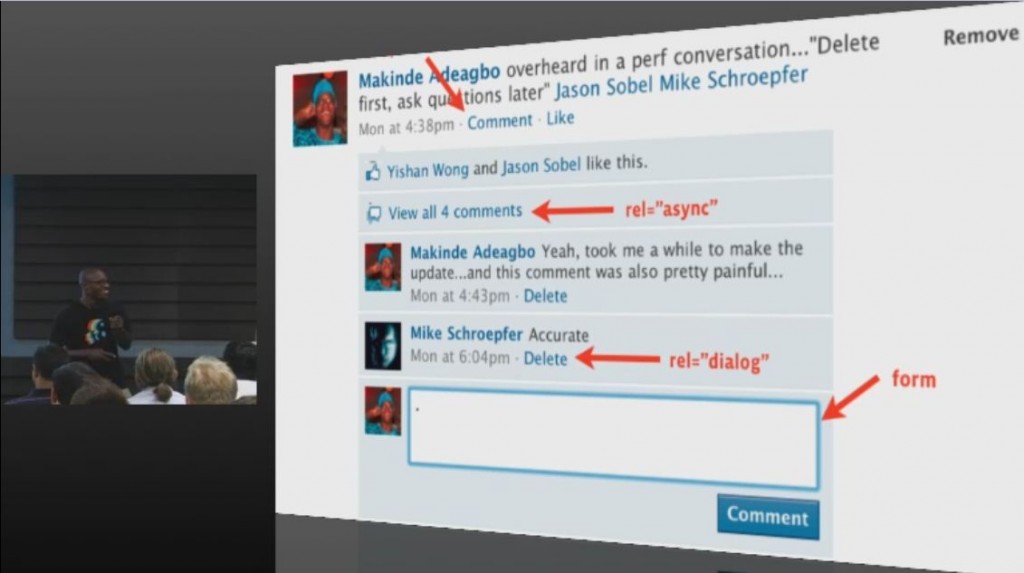 Makinde Adeagbo overheard in a perf conversation..."Delete
first, ask questions later" Jason Sobel Mike Schroepfer
Remove
Mon at 4:38pm · Comment · Like
Yishan Wong and Jason Sobel like this.
View all 4 comments
rel="async"
Makinde Adeagbo Yeah, took me a while to make the
update...and this comment was also pretty painful...
Mon at 4:43pm · Delete
Mike Schroepfer Accurate
Mon at 6:04pm · Delete
rel="dialog"
form
Comment